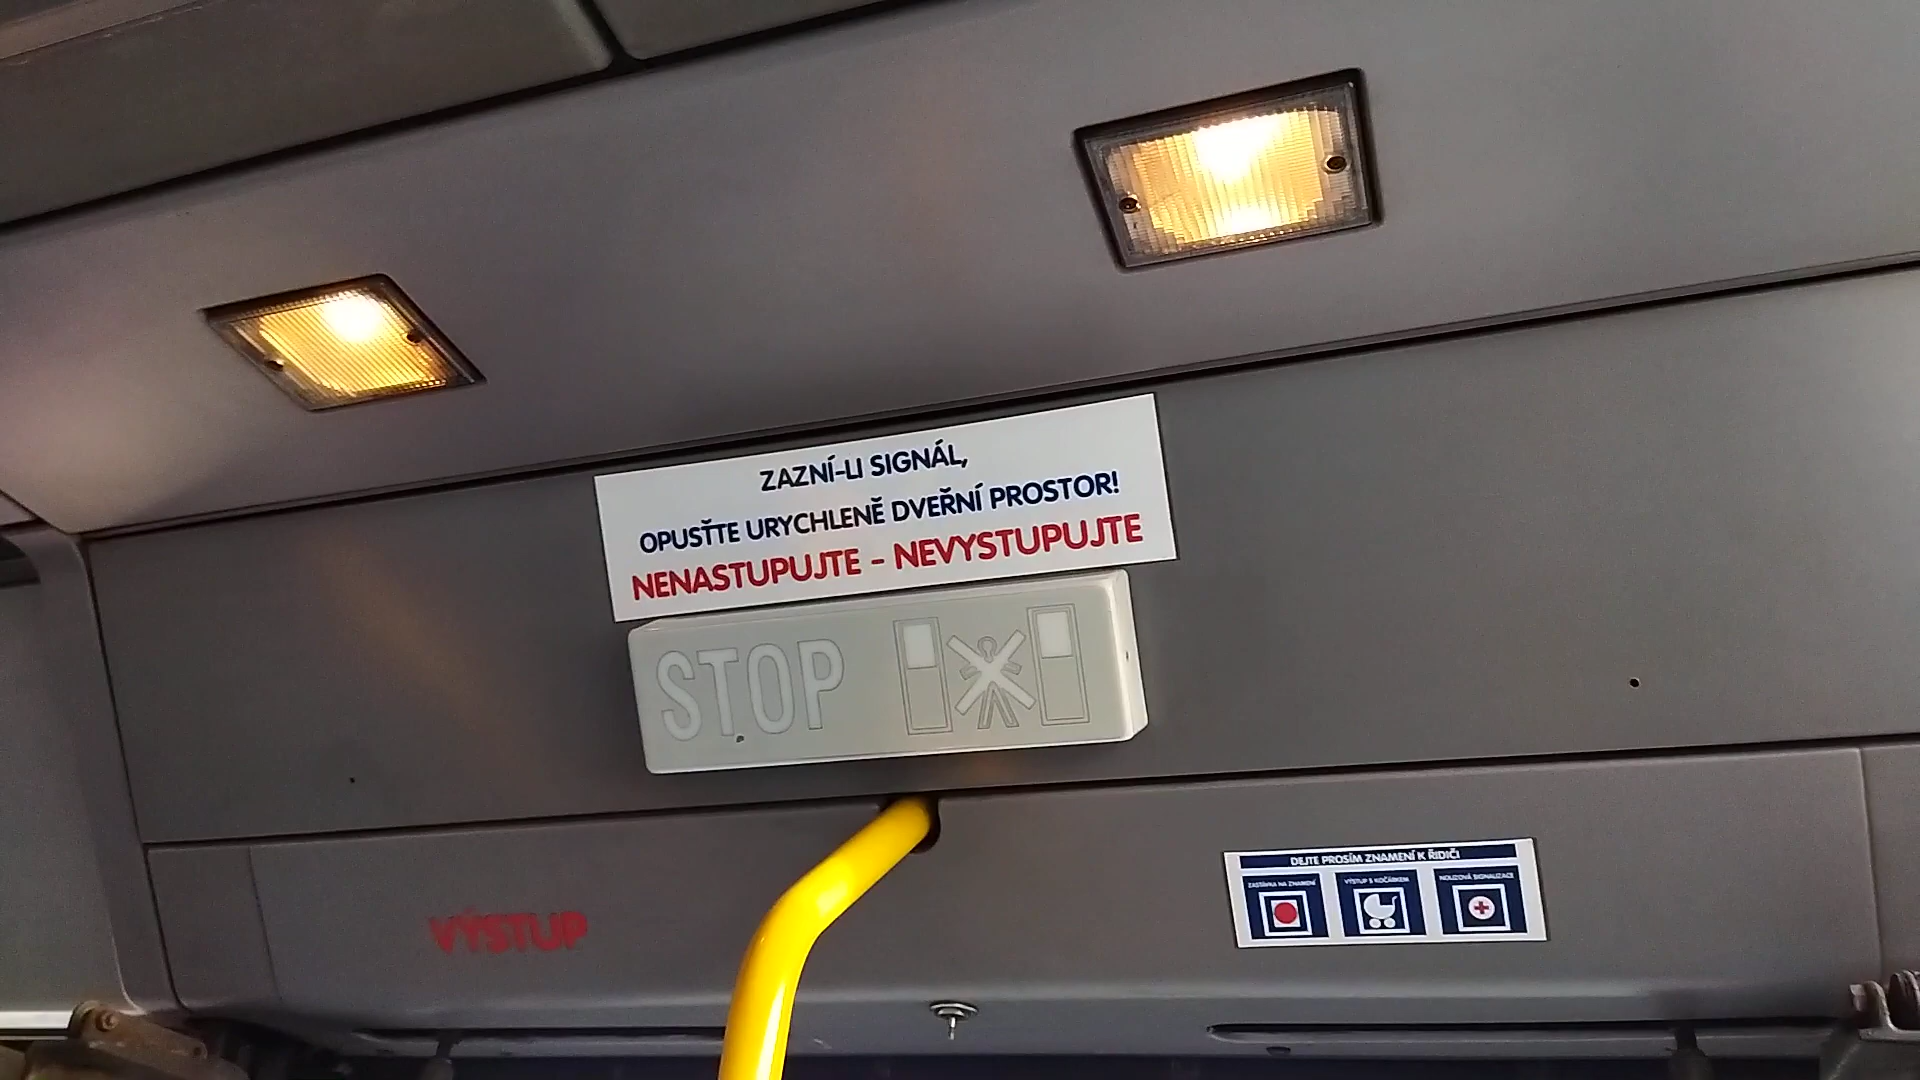 ZAZNÍ-LI SIGNÁL,
OPUSŤTE URYCHLENĚ DVEŘNÍ PROSTOR!
NENASTUPUJTE - NEVYSTUPUJTE
STOP
VÝSTUP
DEJTE PROSÍM ZNAMENÍ K ŘIDIČI
ZASTÁVKA NA ZNAMENÍ
VÝSTUP S KOČÁRKEM
NOUZOVÁ SIGNALIZACE